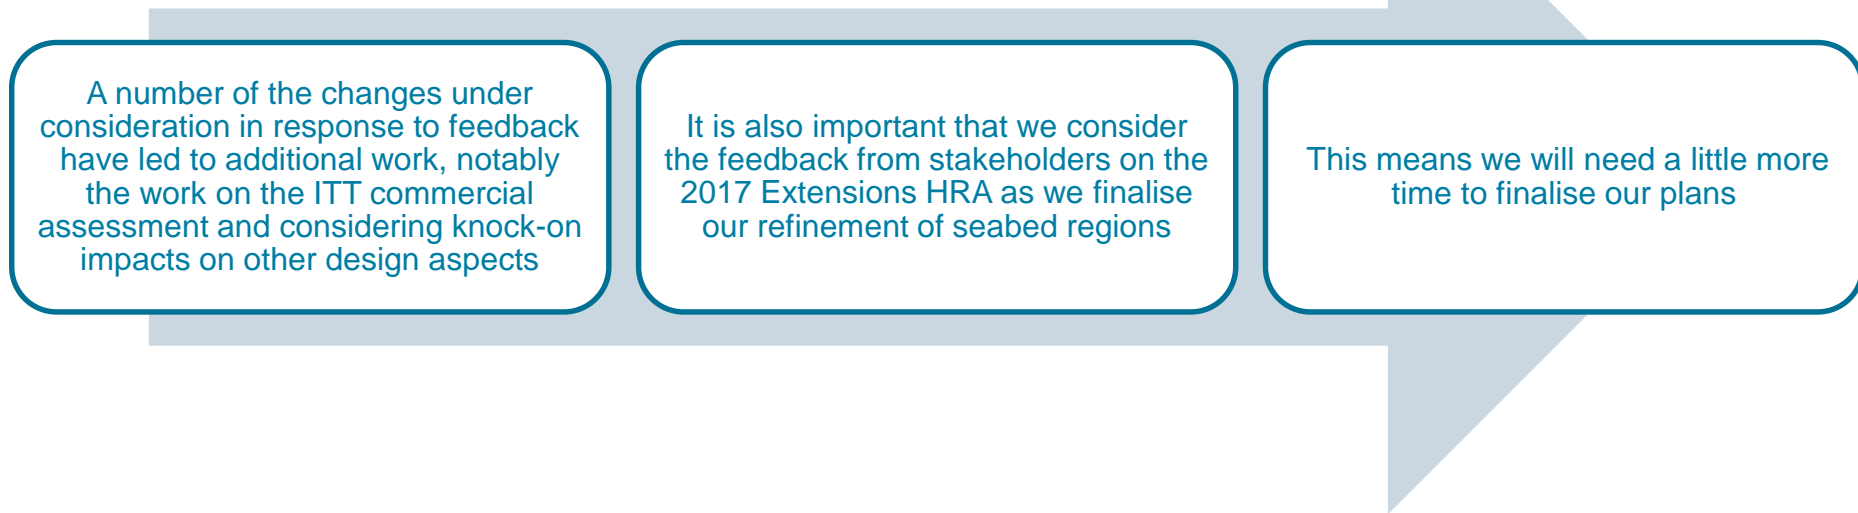 A number of the changes under
consideration in response to feedback
have led to additional work, notably
the work on the ITT commercial
assessment and considering knock-on
impacts on other design aspects
It is also important that we consider
the feedback from stakeholders on the
2017 Extensions HRA as we finalise
our refinement of seabed regions
This means we will need a little more
time to finalise our plans